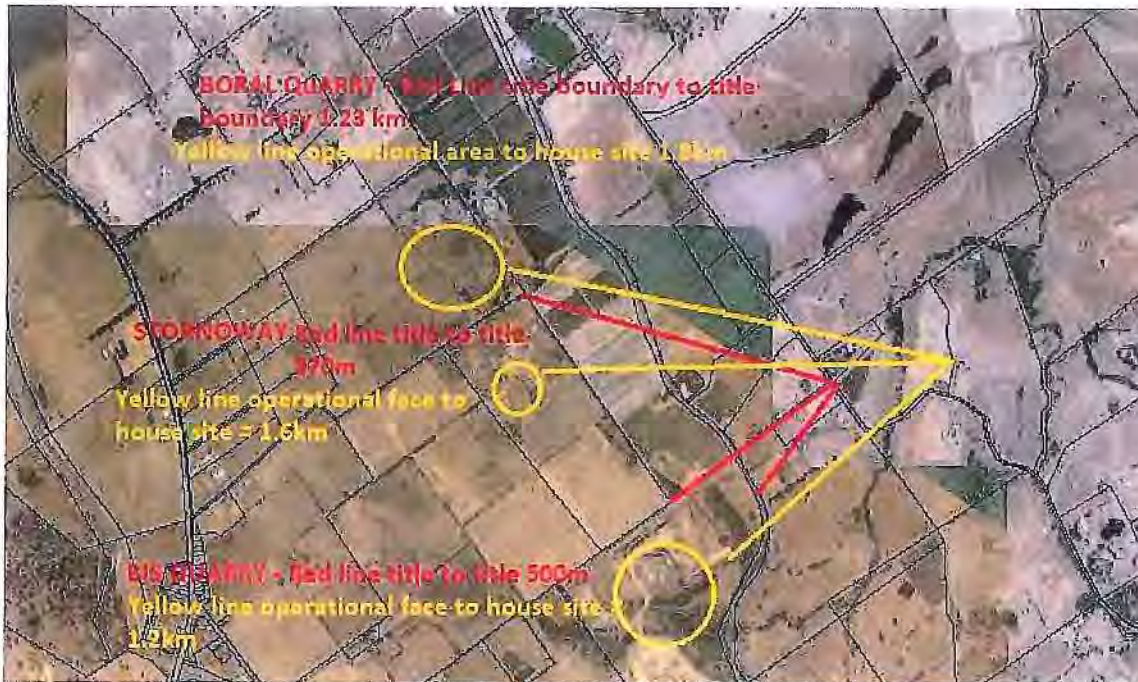 BORAL QUARRY - Red Line title boundary to title
boundary 1.23 km
Yellow line operational area to house site 1.8km
STORNOWAY Red line title to title
970m
Yellow line operational face to
house site = 1.6km
BIS QUARRY - Red line title to title 500m
Yellow line operational face to house site =
1.2km